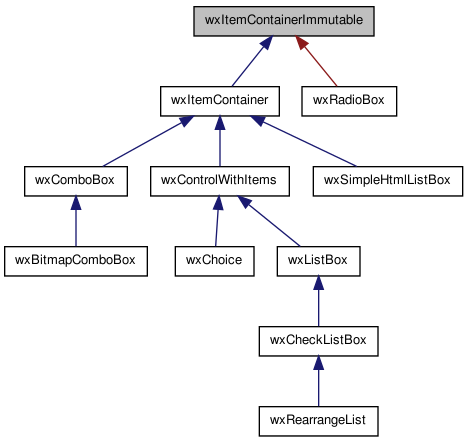 wxItemContainerImmutable
wxItemContainer
wxRadioBox
wxComboBox
wxControlWithItems
wxSimpleHtmlListBox
wxBitmapComboBox
wxChoice
wxListBox
wxCheckListBox
wxRearrangeList